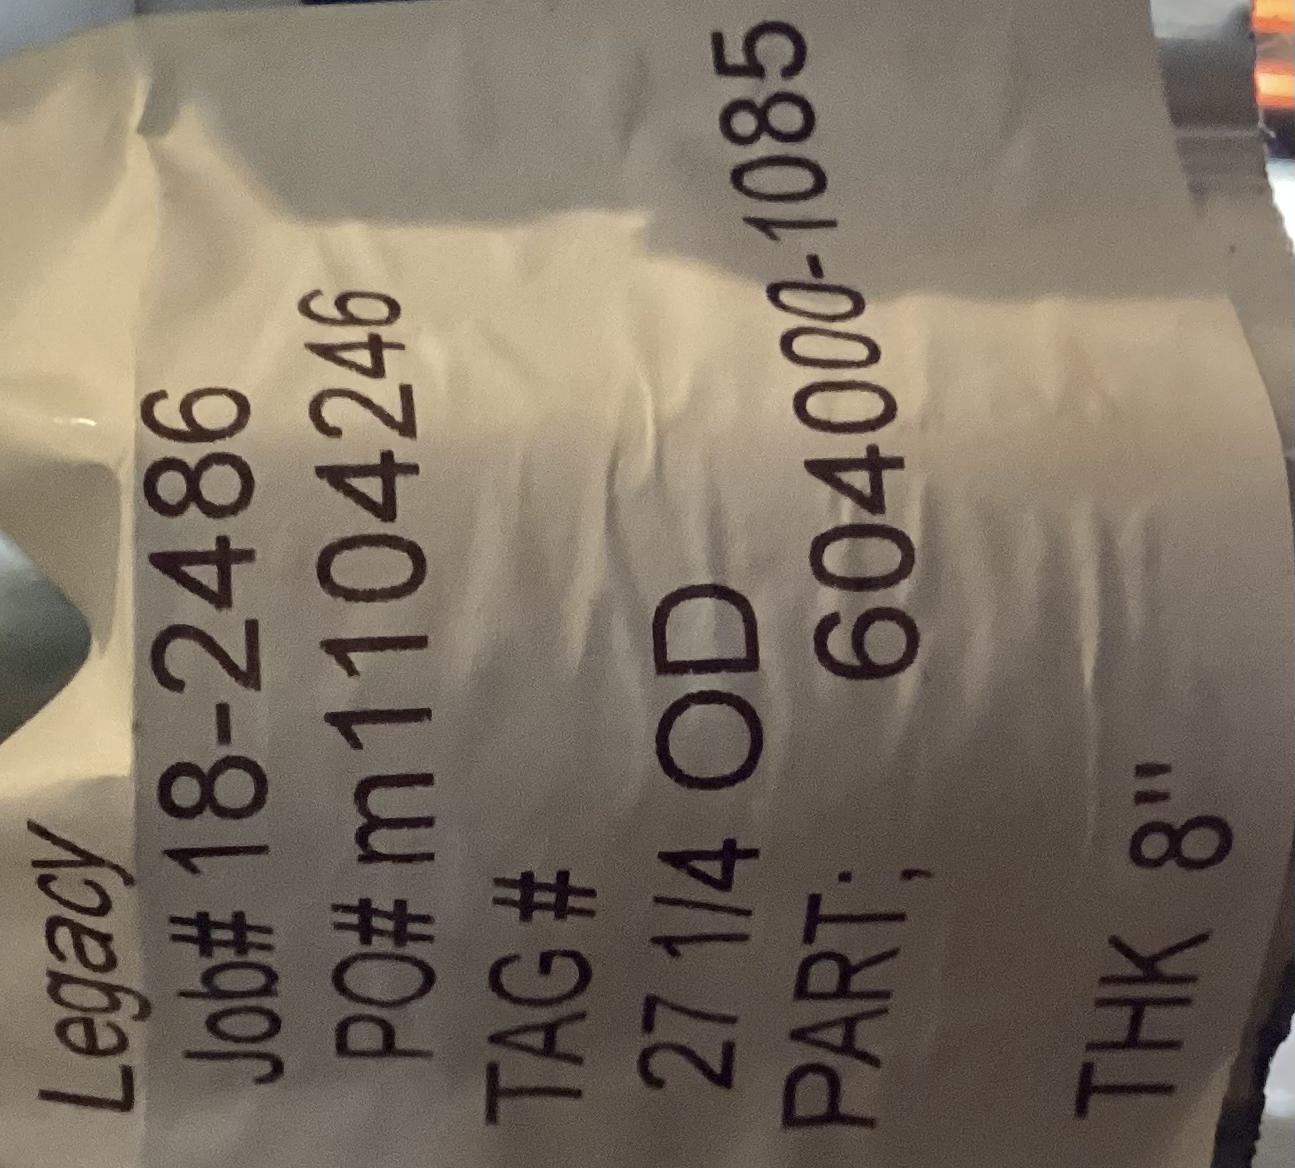 Legacy
Job# 18-2486
PO# m1104246
TAG #
27 1/4 OD
PART; 604000-1085
THK 8"